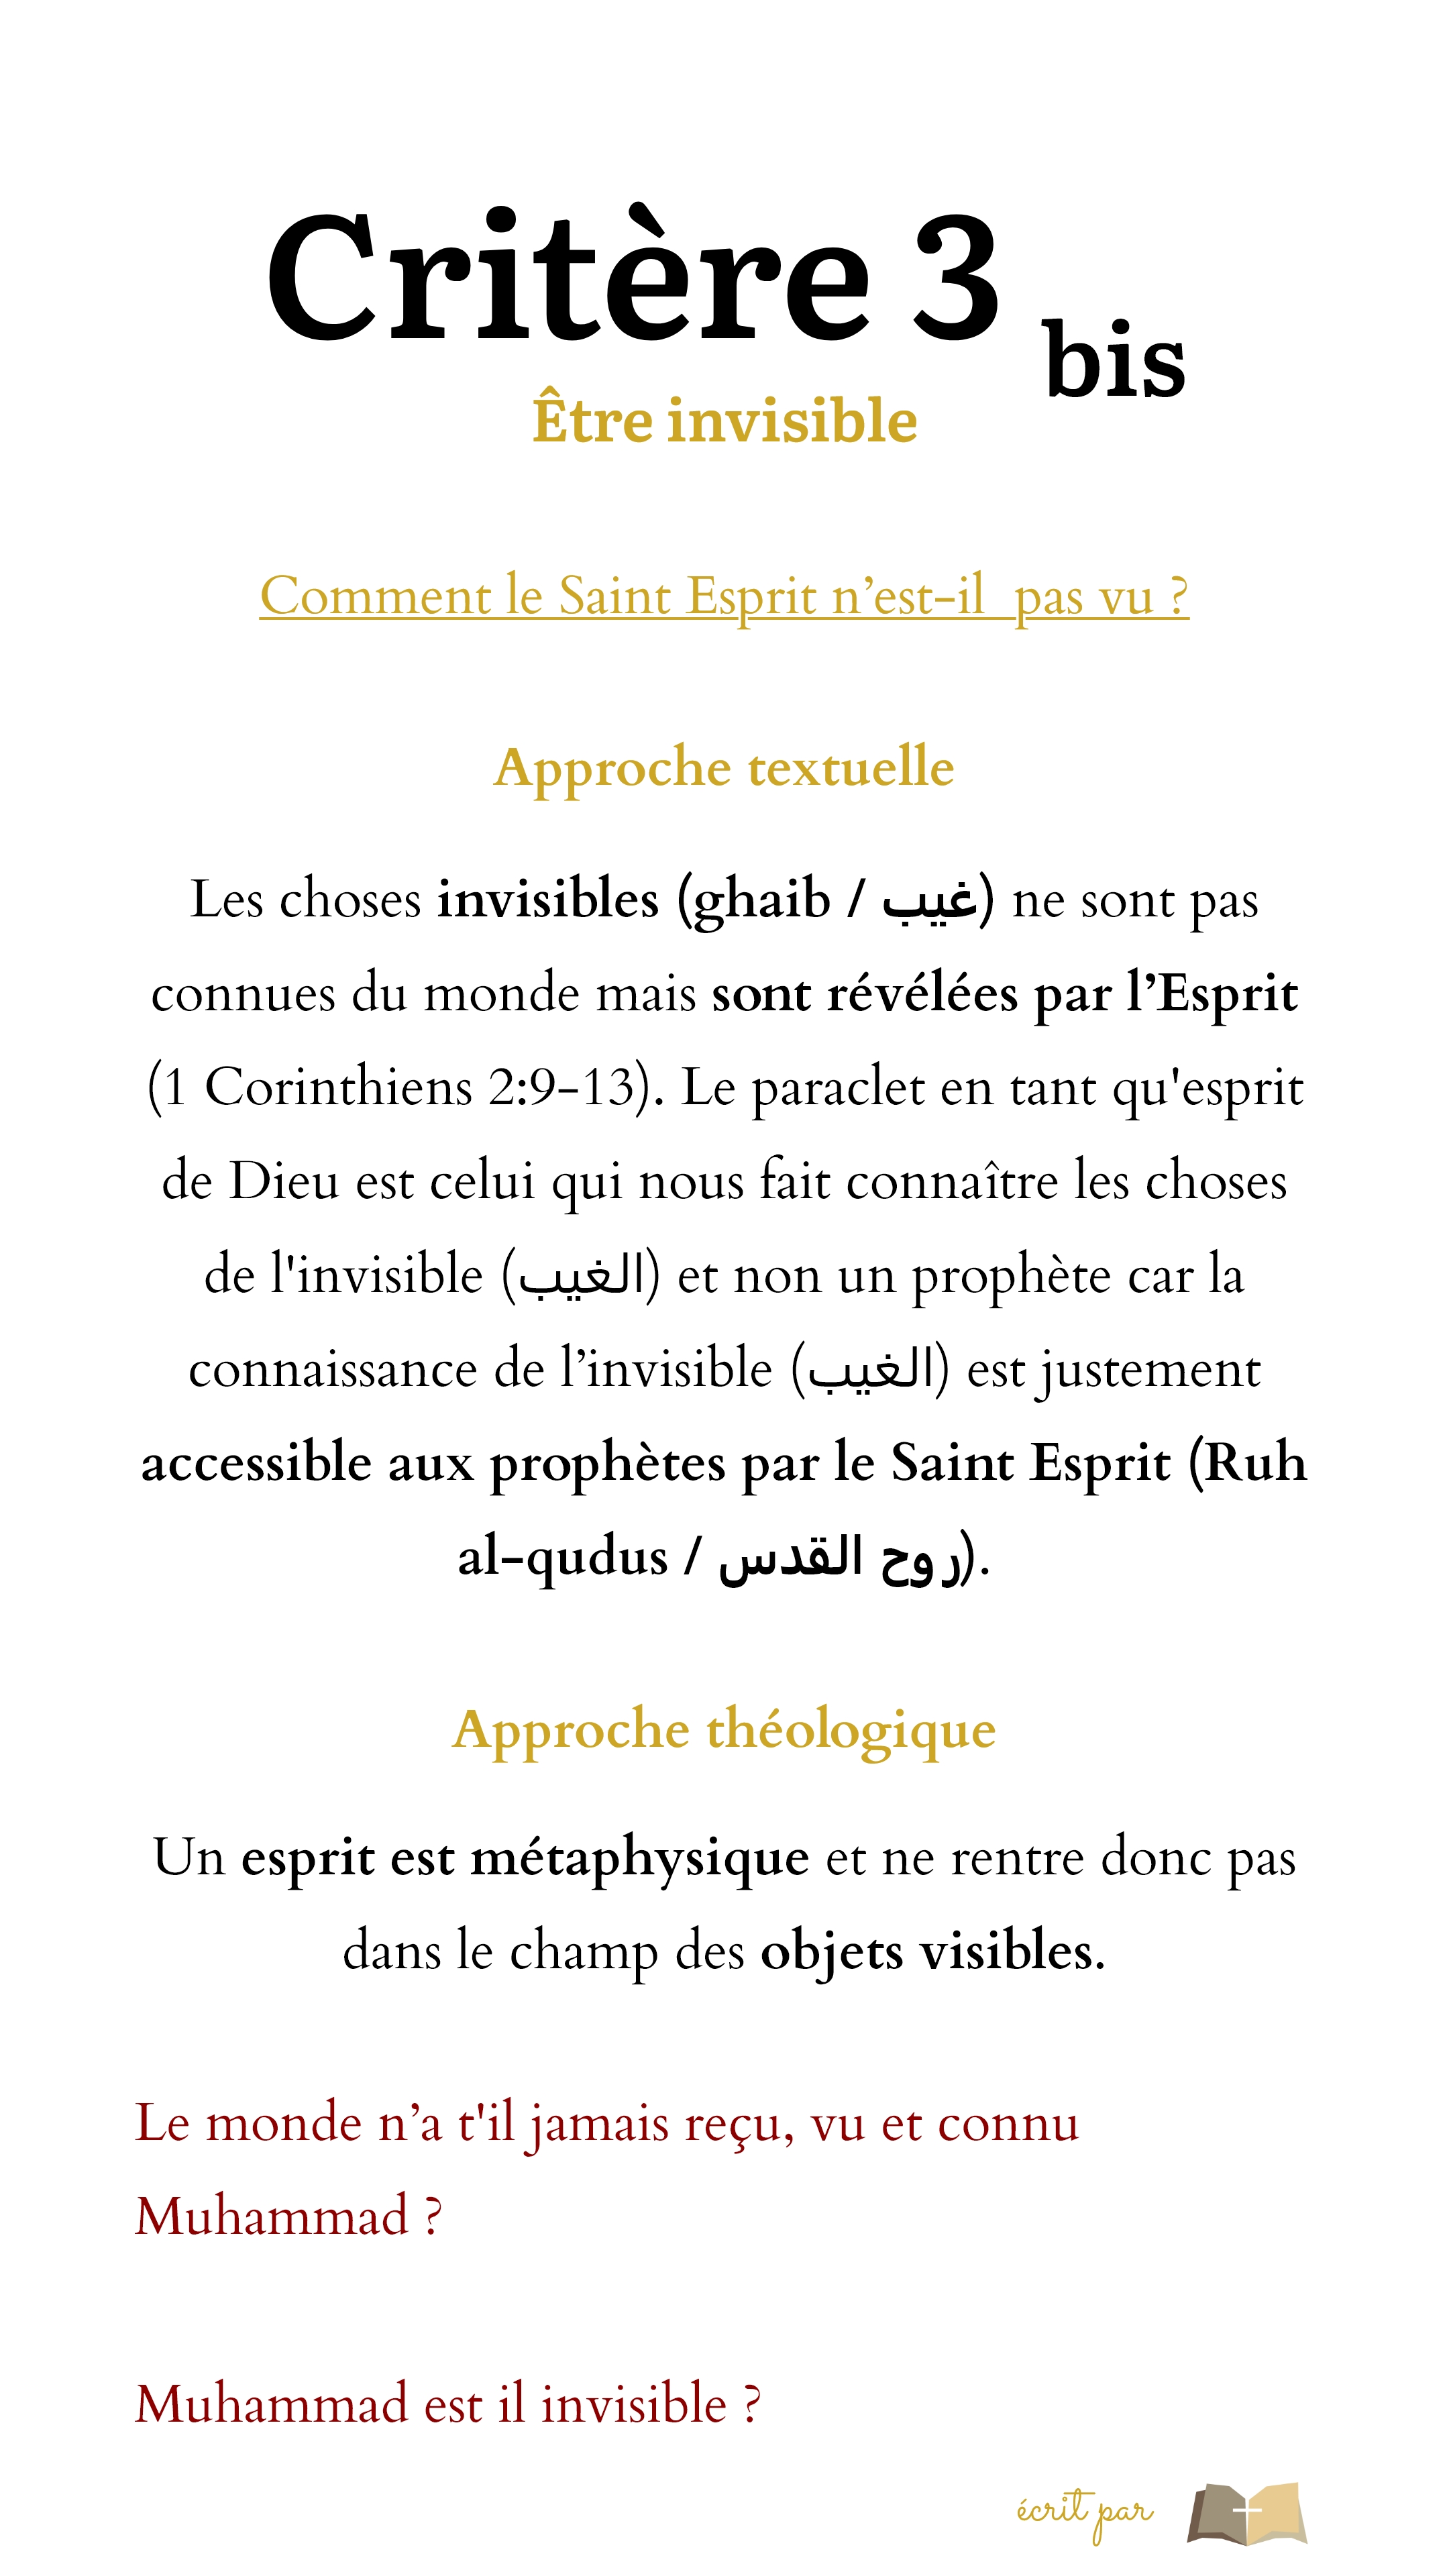 Critère 3 bis
Être invisible
Comment le Saint Esprit n’est-il  pas vu ?
Approche textuelle
Les choses invisibles (ghaib / غيب) ne sont pas
connues du monde mais sont révélées par l’Esprit
(1 Corinthiens 2:9-13). Le paraclet en tant qu'esprit
de Dieu est celui qui nous fait connaître les choses
de l'invisible (الغيب) et non un prophète car la
connaissance de l’invisible (الغيب) est justement
accessible aux prophètes par le Saint Esprit (Ruh
al-qudus / روح القدس).
Approche théologique
Un esprit est métaphysique et ne rentre donc pas
dans le champ des objets visibles.
Le monde n’a t'il jamais reçu, vu et connu
Muhammad ?
Muhammad est il invisible ?
écrit par